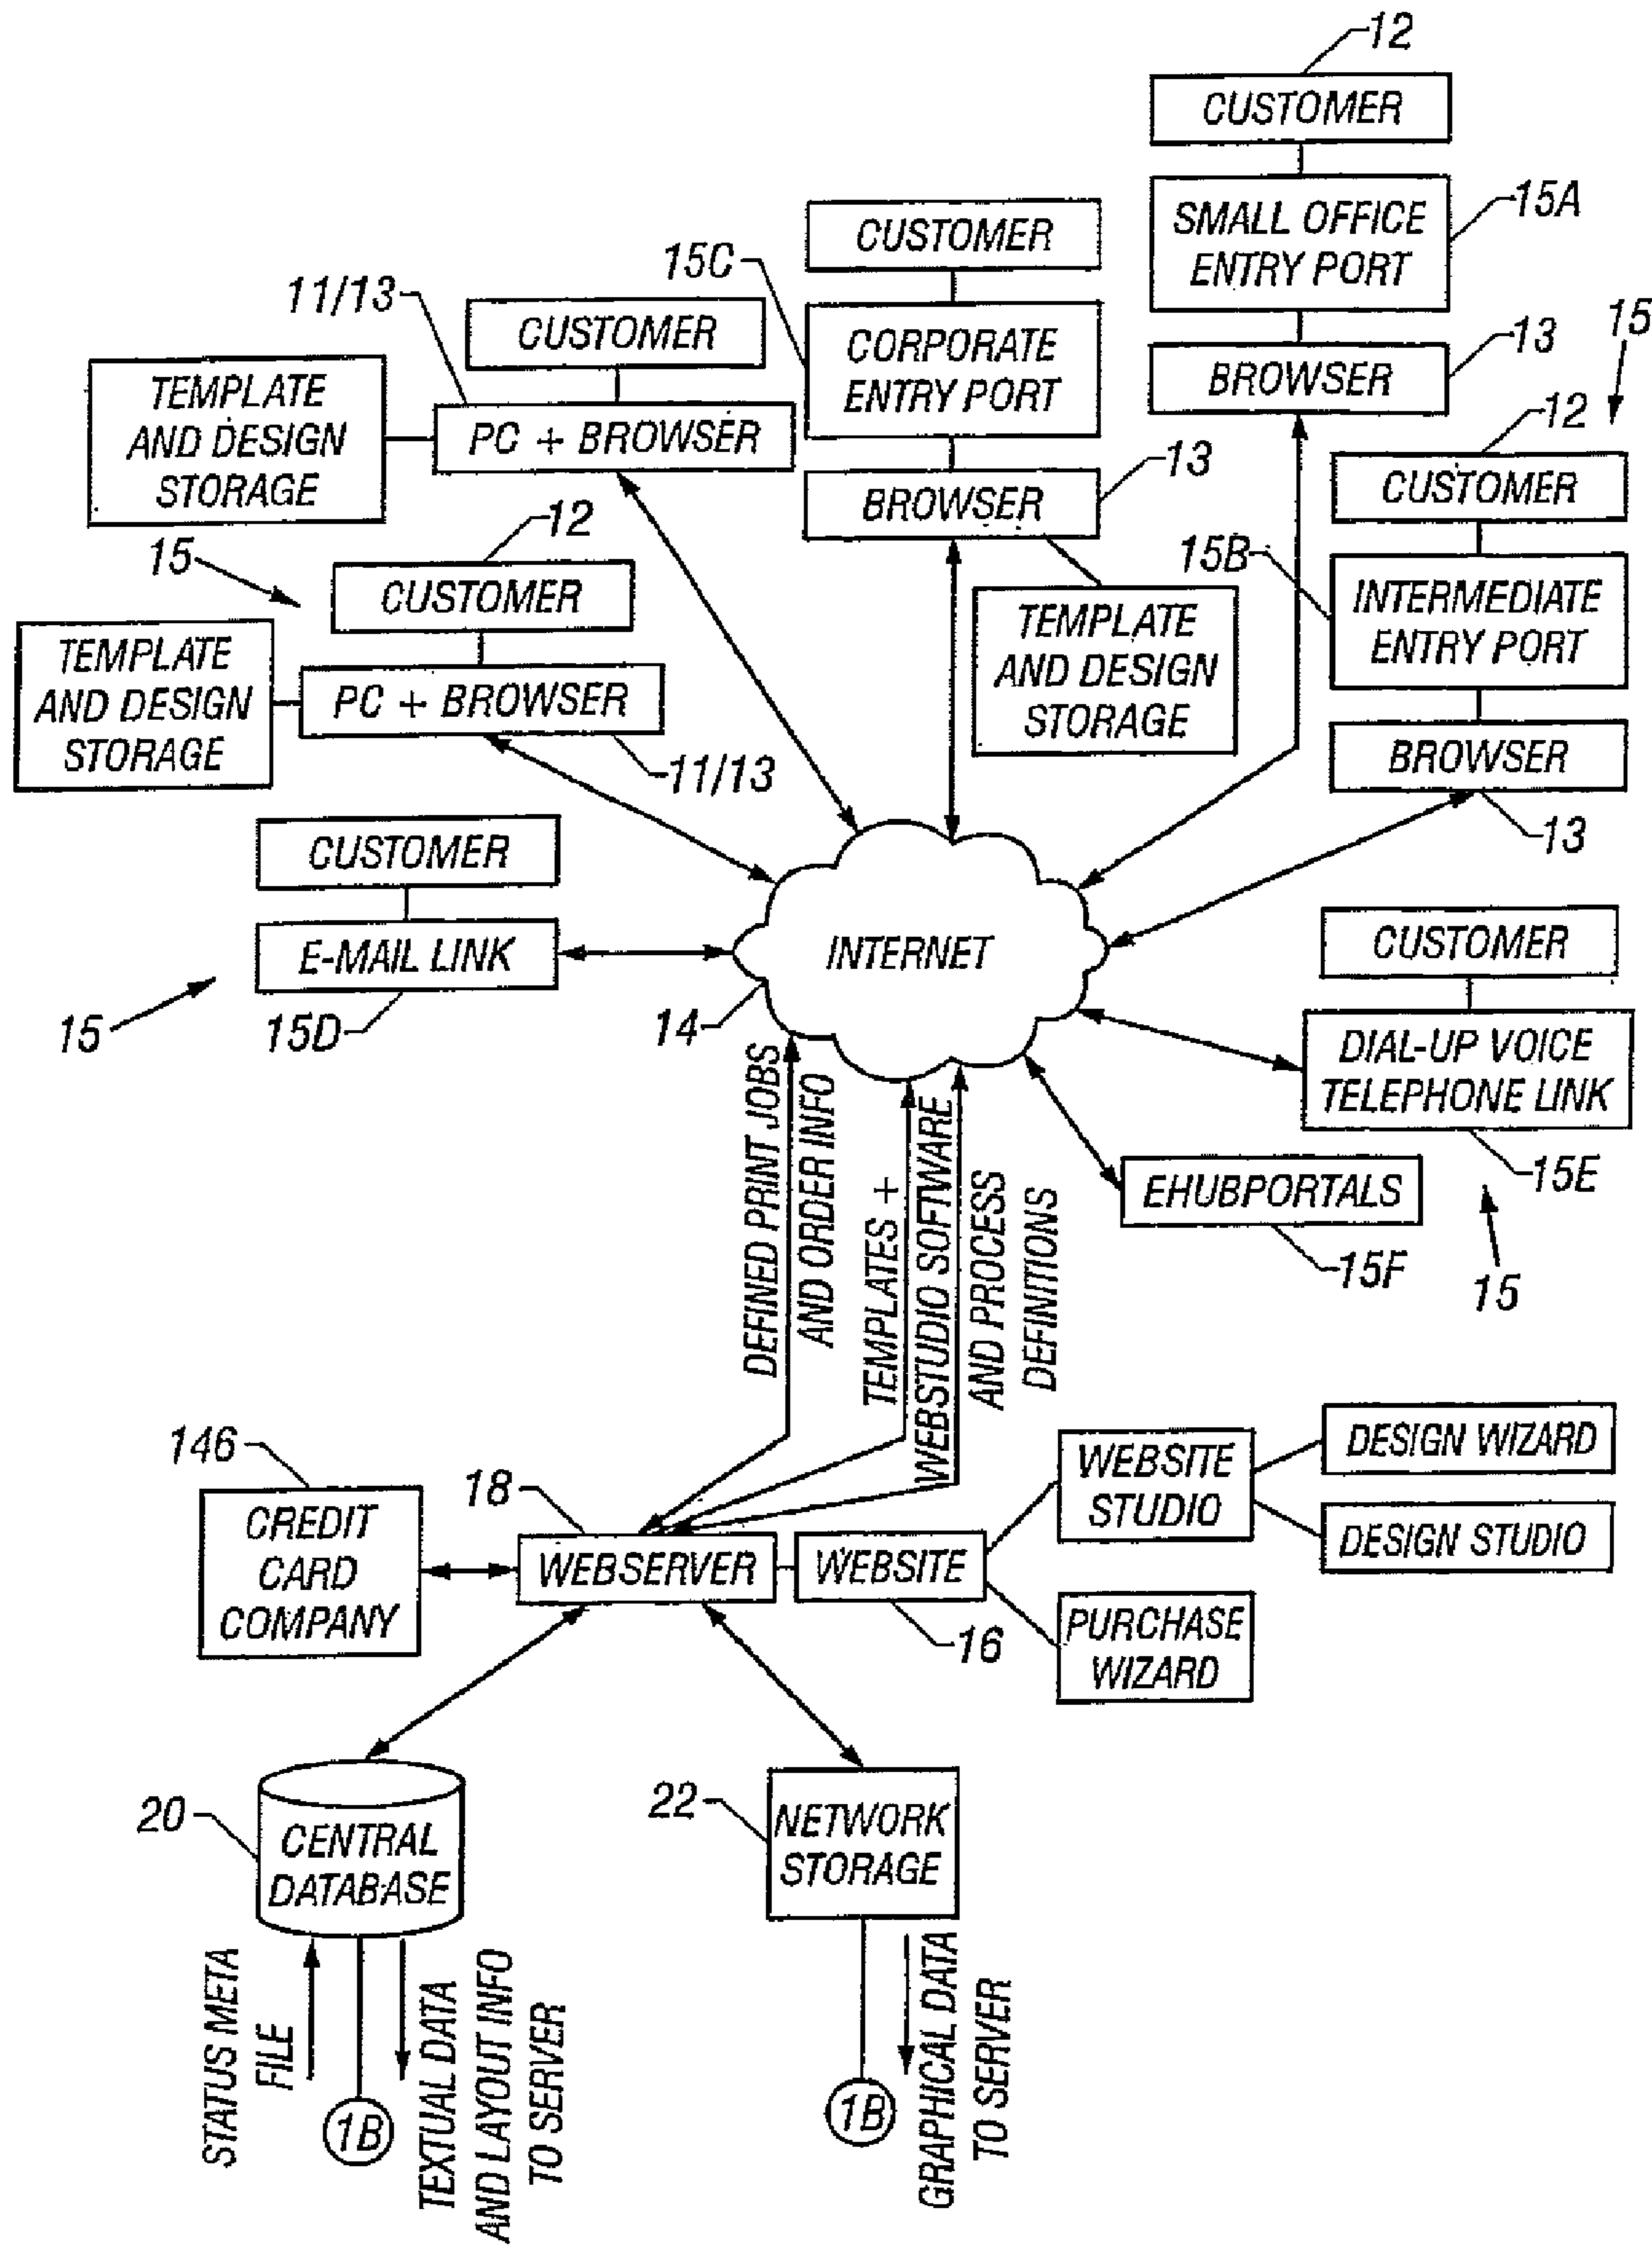 12
CUSTOMER
SMALL OFFICE
ENTRY PORT
15A
BROWSER
13
CUSTOMER
15C
CORPORATE
ENTRY PORT
BROWSER
13
TEMPLATE
AND DESIGN
STORAGE
11/13
CUSTOMER
PC + BROWSER
TEMPLATE
AND DESIGN
STORAGE
15
12
CUSTOMER
15B
INTERMEDIATE
ENTRY PORT
BROWSER
13
15
12
CUSTOMER
PC + BROWSER
11/13
TEMPLATE
AND DESIGN
STORAGE
CUSTOMER
E-MAIL LINK
15D
15
INTERNET
14
CUSTOMER
DIAL-UP VOICE
TELEPHONE LINK
15E
15
EHUBPORTALS
15F
DEFINED PRINT JOBS
AND ORDER INFO
TEMPLATES +
WEBSTUDIO SOFTWARE
AND PROCESS
DEFINITIONS
146
CREDIT
CARD
COMPANY
18
WEBSERVER
WEBSITE
16
WEBSITE
STUDIO
DESIGN WIZARD
DESIGN STUDIO
PURCHASE
WIZARD
20
CENTRAL
DATABASE
22
NETWORK
STORAGE
STATUS META
FILE
1B
TEXTUAL DATA
AND LAYOUT INFO
TO SERVER
1B
GRAPHICAL DATA
TO SERVER